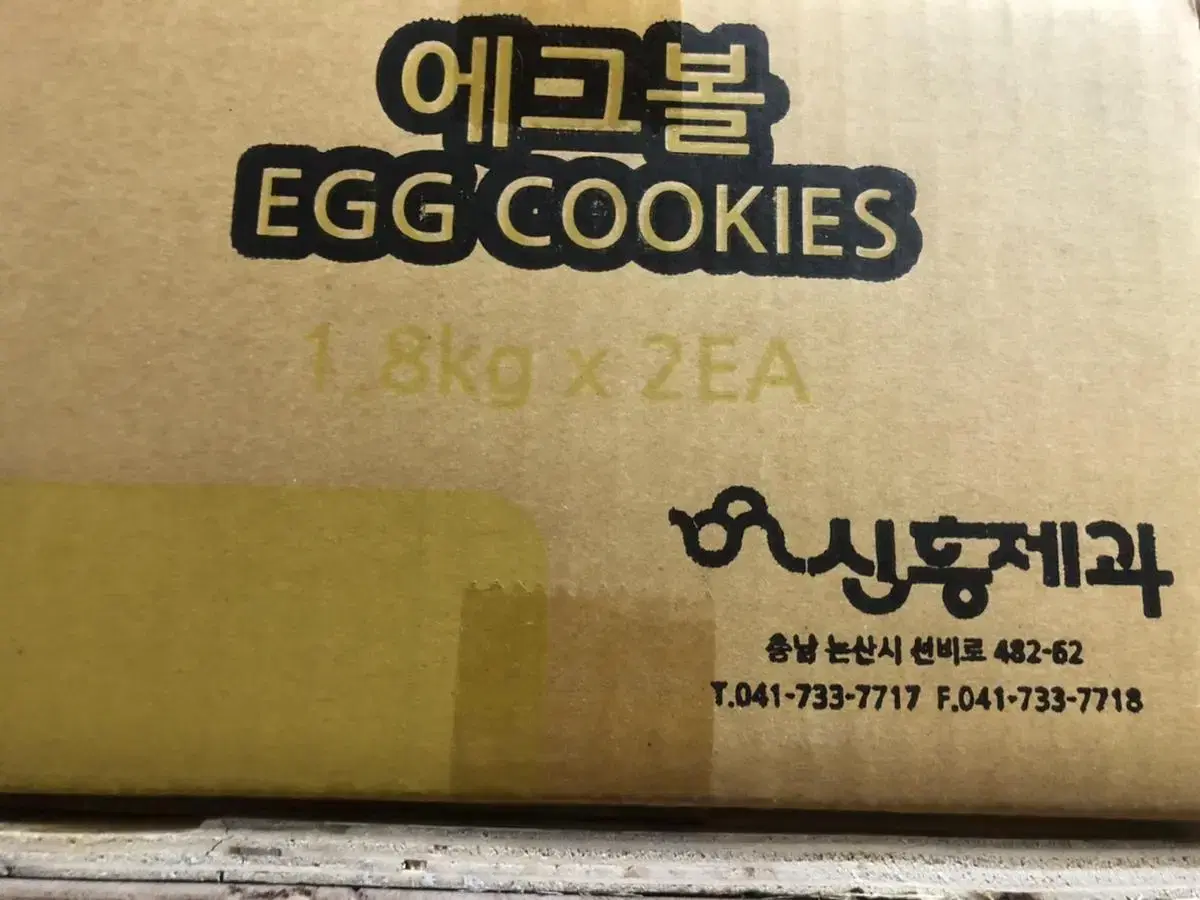 에크볼
EGG COOKIES
1.8kg x 2EA
신흥제과
충남 논산시 선비로 482-62
T.041-733-7717 F.041-733-7718